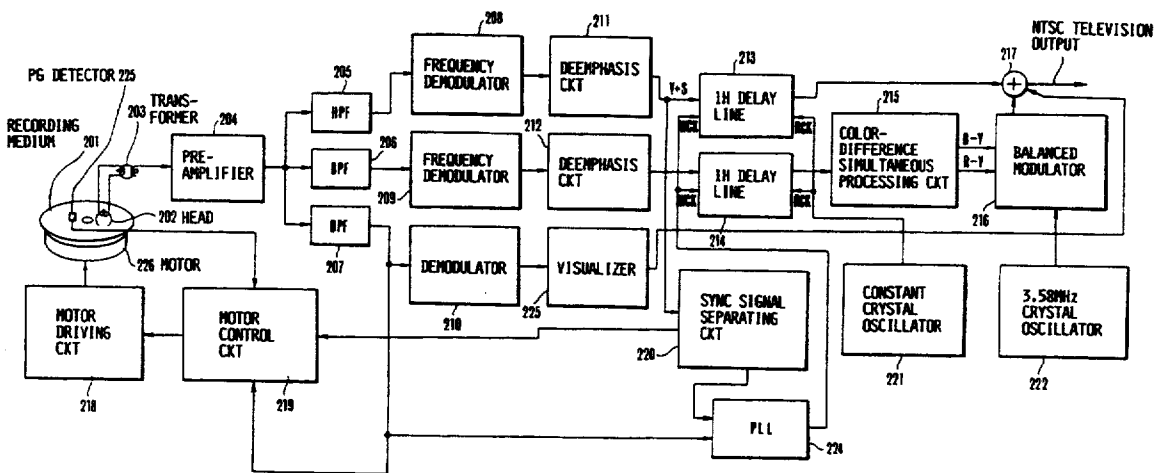 208
FREQUENCY
DEMODULATOR
211
DEEMPHASIS
CKT
213
1H DELAY
LINE
217
NTSC TELEVISION
OUTPUT
PG DETECTOR
225
TRANS-
FORMER
203
RECORDING
MEDIUM
201
204
PRE-
AMPLIFIER
205
HPF
206
BPF
207
BPF
Y+S
WCK
RCK
215
COLOR-
DIFFERENCE
SIMULTANEOUS
PROCESSING CKT
B-Y
R-Y
BALANCED
MODULATOR
216
209
FREQUENCY
DEMODULATOR
212
DEEMPHASIS
CKT
1H DELAY
LINE
WCK
RCK
214
202 HEAD
226 MOTOR
DEMODULATOR
210
VISUALIZER
225
SYNC SIGNAL
SEPARATING
CKT
220
CONSTANT
CRYSTAL
OSCILLATOR
221
3.58MHz
CRYSTAL
OSCILLATOR
222
MOTOR
DRIVING
CKT
218
MOTOR
CONTROL
CKT
219
PLL
224